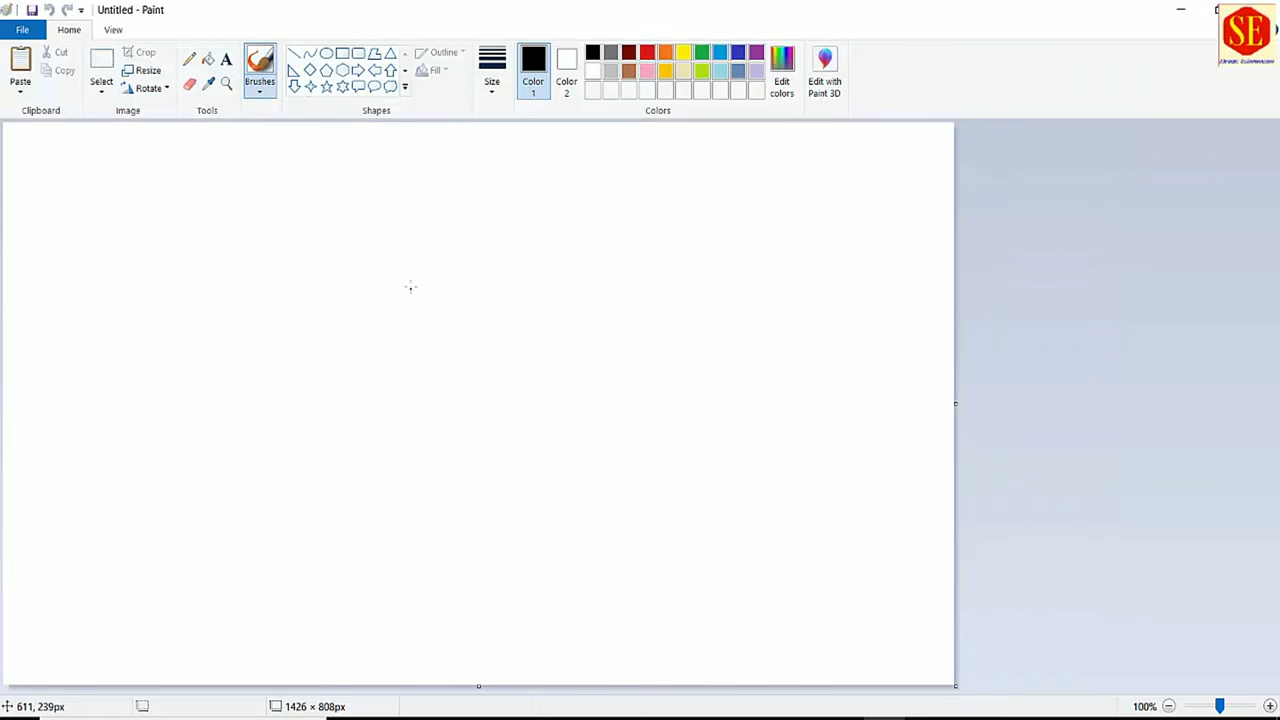 Untitled - Paint
File Home View
Paste
Cut
Copy
Clipboard
Select
Crop
Resize
Rotate
Image
Tools
Brushes
Shapes
Outline
Fill
Size
Color
1
Color
2
Colors
Edit
colors
Edit with
Paint 3D
SE
611, 239px
1426 × 808px
100%